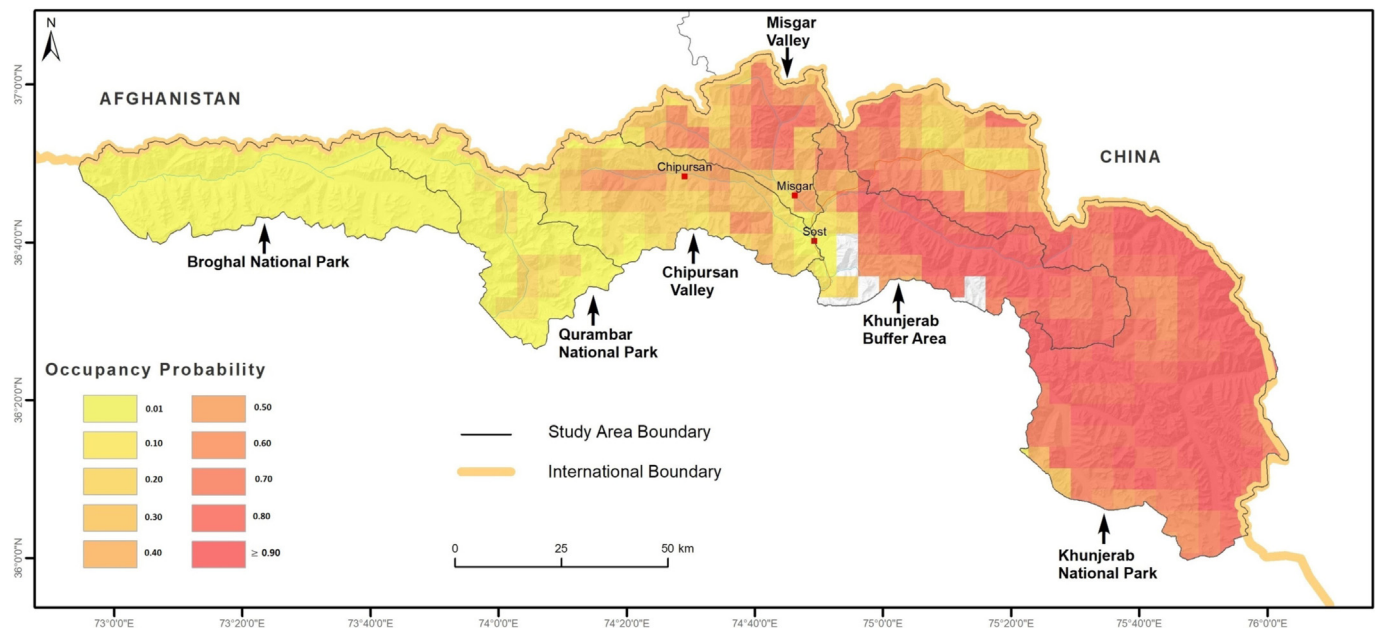 N
Misgar
Valley
AFGHANISTAN
CHINA
Chipursan
Misgar
Sost
Broghal National Park
Chipursan
Valley
Qurambar
National Park
Khunjerab
Buffer Area
Khunjerab
National Park
Occupancy Probability
0.01
0.10
0.20
0.30
0.40
0.50
0.60
0.70
0.80
≥ 0.90
Study Area Boundary
International Boundary
0 25 50 km
37°0'0"N
36°40'0"N
36°20'0"N
36°0'0"N
73°0'0"E 73°20'0"E 73°40'0"E 74°0'0"E 74°20'0"E 74°40'0"E 75°0'0"E 75°20'0"E 75°40'0"E 76°0'0"E